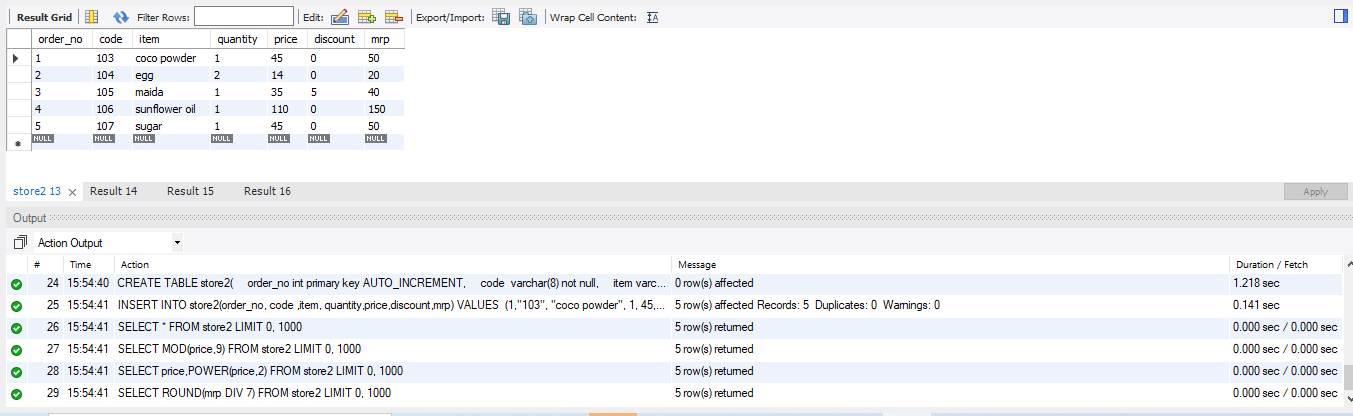 Result Grid Filter Rows: Edit: Export/Import: Wrap Cell Content:
order_no code item quantity price discount mrp
1 103 coco powder 1 45 0 50
2 104 egg 2 14 0 20
3 105 maida 1 35 5 40
4 106 sunflower oil 1 110 0 150
5 107 sugar 1 45 0 50
NULL NULL NULL NULL NULL NULL NULL
store2 13 Result 14 Result 15 Result 16 Apply
Output
Action Output
# Time Action Message Duration / Fetch
24 15:54:40 CREATE TABLE store2( order_no int primary key AUTO_INCREMENT, code varchar(8) not null, item varc... 0 row(s) affected 1.218 sec
25 15:54:41 INSERT INTO store2(order_no, code ,item, quantity,price,discount,mrp) VALUES (1,"103", "coco powder", 1, 45,... 5 row(s) affected Records: 5 Duplicates: 0 Warnings: 0 0.141 sec
26 15:54:41 SELECT * FROM store2 LIMIT 0, 1000 5 row(s) returned 0.000 sec / 0.000 sec
27 15:54:41 SELECT MOD(price,9) FROM store2 LIMIT 0, 1000 5 row(s) returned 0.000 sec / 0.000 sec
28 15:54:41 SELECT price,POWER(price,2) FROM store2 LIMIT 0, 1000 5 row(s) returned 0.000 sec / 0.000 sec
29 15:54:41 SELECT ROUND(mrp DIV 7) FROM store2 LIMIT 0, 1000 5 row(s) returned 0.000 sec / 0.000 sec